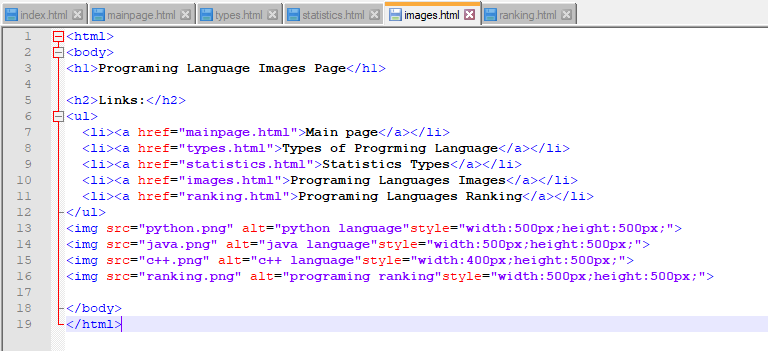 index.html mainpage.html types.html statistics.html images.html ranking.html
1 <html>
2 <body>
3 <h1>Programing Language Images Page</h1>
4
5 <h2>Links:</h2>
6 <ul>
7 <li><a href="mainpage.html">Main page</a></li>
8 <li><a href="types.html">Types of Progrming Language</a></li>
9 <li><a href="statistics.html">Statistics Types</a></li>
10 <li><a href="images.html">Programing Languages Images</a></li>
11 <li><a href="ranking.html">Programing Languages Ranking</a></li>
12 </ul>
13 <img src="python.png" alt="python language"style="width:500px;height:500px;">
14 <img src="java.png" alt="java language"style="width:500px;height:500px;">
15 <img src="c++.png" alt="c++ language"style="width:400px;height:500px;">
16 <img src="ranking.png" alt="programing ranking"style="width:500px;height:500px;">
17
18 </body>
19 </html>